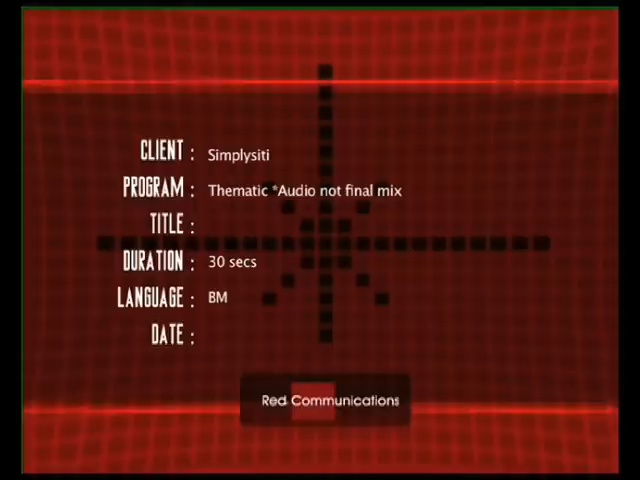 CLIENT : Simplysiti
PROGRAM : Thematic *Audio not final mix
TITLE :
DURATION : 30 secs
LANGUAGE : BM
DATE :
Red Communications